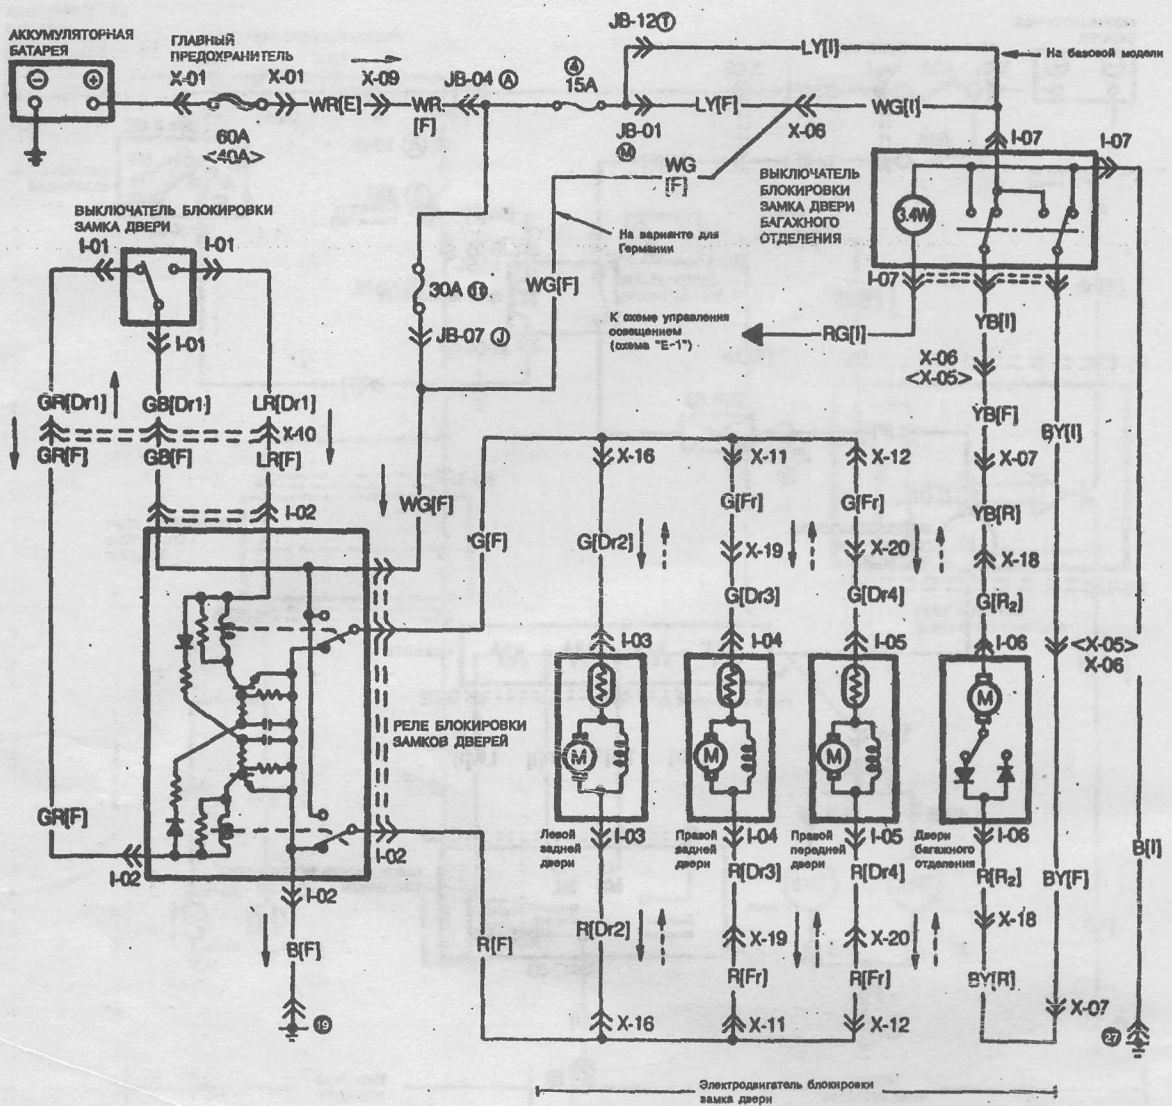 JB-12 T
АККУМУЛЯТОРНАЯ
БАТАРЕЯ
ГЛАВНЫЙ
ПРЕДОХРАНИТЕЛЬ
LY[I]
На базовой модели
X-01
X-01
X-09
JB-04 A
4
15A
WR[E]
WR
[F]
LY[F]
WG[I]
60A
<40A>
JB-01
M
X-06
I-07
I-07
WG
[F]
ВЫКЛЮЧАТЕЛЬ
БЛОКИРОВКИ
ЗАМКА ДВЕРИ
БАГАЖНОГО
ОТДЕЛЕНИЯ
3.4W
ВЫКЛЮЧАТЕЛЬ БЛОКИРОВКИ
ЗАМКА ДВЕРИ
I-01
I-01
На варианте для
Германии
30A
WG[F]
I-07
JB-07 J
К схеме управления
освещением
(схема "E-1")
RG[I]
YB[I]
I-01
X-06
<X-05>
GR[Dr1]
GB[Dr1]
LR[Dr1]
YB[F]
BY[I]
X-10
GR[F]
GB[F]
LR[F]
X-16
X-11
X-12
X-07
WG[F]
G[Fr]
G[Fr]
YB[R]
I-02
G[F]
G[Dr2]
X-19
X-20
X-18
G[Dr3]
G[Dr4]
G[R2]
I-03
I-04
I-05
I-06
<X-05>
X-06
РЕЛЕ БЛОКИРОВКИ
ЗАМКОВ ДВЕРЕЙ
M
M
M
M
GR[F]
I-03
I-04
I-05
I-06
Левой
задней
двери
Правой
задней
двери
Правой
передней
двери
Двери
багажного
отделения
B[I]
I-02
I-02
I-02
R[Dr3]
R[Dr4]
R[R2]
BY[F]
X-18
R[Dr2]
X-19
X-20
B[F]
R[F]
R[Fr]
R[Fr]
BY[R]
X-07
19
X-16
X-11
X-12
27
Электродвигатель блокировки
замка двери